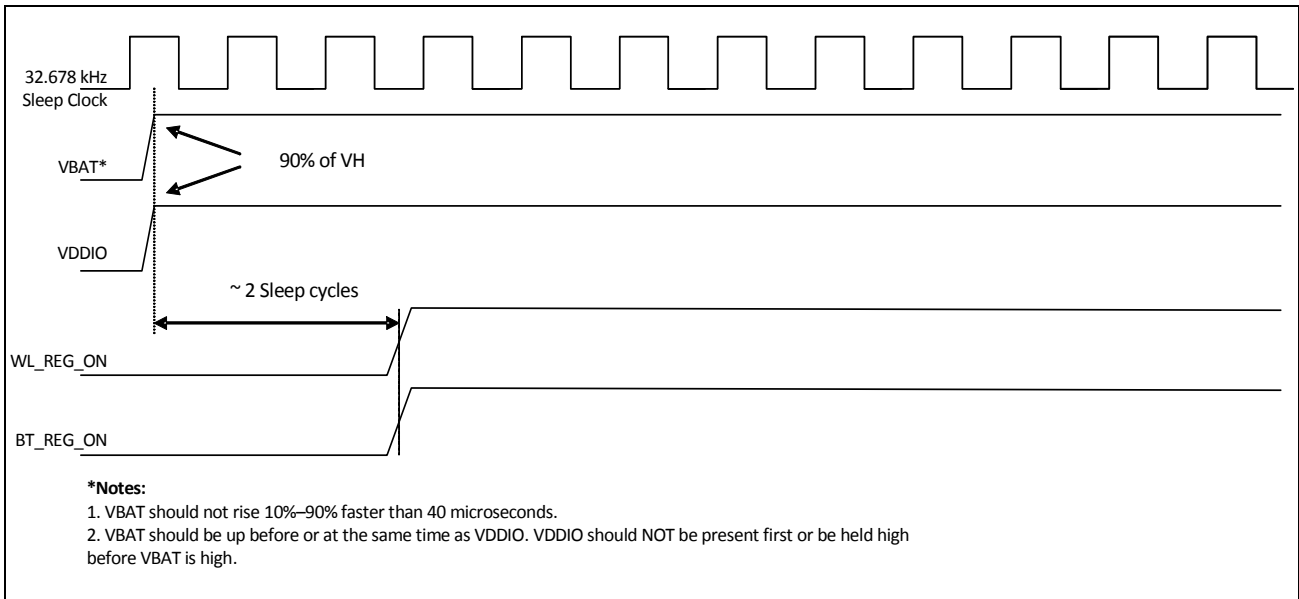 32.678 kHz
Sleep Clock
90% of VH
VBAT*
VDDIO
~ 2 Sleep cycles
WL_REG_ON
BT_REG_ON
*Notes:
1. VBAT should not rise 10%–90% faster than 40 microseconds.
2. VBAT should be up before or at the same time as VDDIO. VDDIO should NOT be present first or be held high
before VBAT is high.